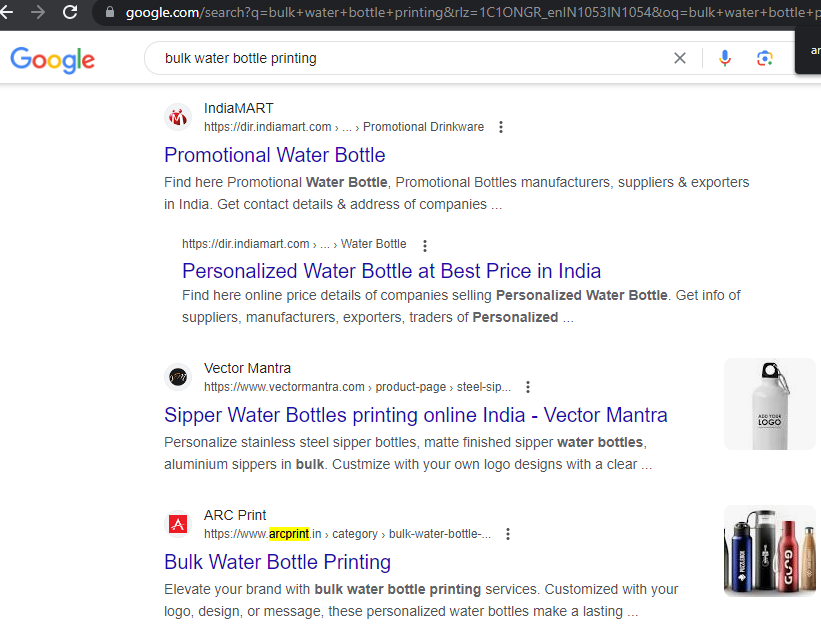 google.com/search?q=bulk+water+bottle+printing&rlz=1C1ONGR_enIN1053IN1054&oq=bulk+water+bottle+p
Google
bulk water bottle printing
ar
IndiaMART
https://dir.indiamart.com › ... › Promotional Drinkware
Promotional Water Bottle
Find here Promotional Water Bottle, Promotional Bottles manufacturers, suppliers & exporters
in India. Get contact details & address of companies ...
https://dir.indiamart.com › ... › Water Bottle
Personalized Water Bottle at Best Price in India
Find here online price details of companies selling Personalized Water Bottle. Get info of
suppliers, manufacturers, exporters, traders of Personalized ...
Vector Mantra
https://www.vectormantra.com › product-page › steel-sip...
Sipper Water Bottles printing online India - Vector Mantra
Personalize stainless steel sipper bottles, matte finished sipper water bottles,
aluminium sippers in bulk. Custmize with your own logo designs with a clear ...
ADD YOUR
LOGO
ARC Print
https://www.arcprint.in › category › bulk-water-bottle-...
Bulk Water Bottle Printing
Elevate your brand with bulk water bottle printing services. Customized with your
logo, design, or message, these personalized water bottles make a lasting ...